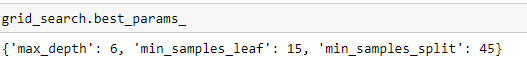 grid_search.best_params_
{'max_depth': 6, 'min_samples_leaf': 15, 'min_samples_split': 45}